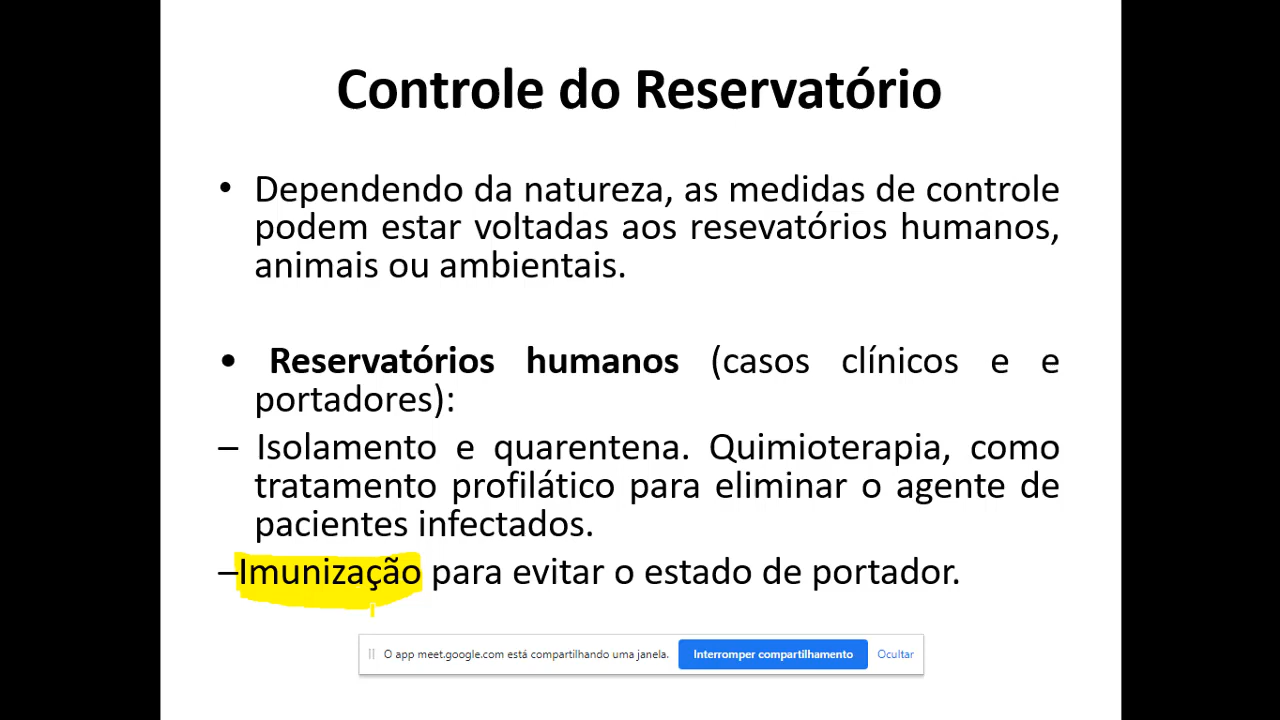 Controle do Reservatório
• Dependendo da natureza, as medidas de controle
podem estar voltadas aos resevatórios humanos,
animais ou ambientais.
• Reservatórios humanos (casos clínicos e e
portadores):
– Isolamento e quarentena. Quimioterapia, como
tratamento profilático para eliminar o agente de
pacientes infectados.
–Imunização para evitar o estado de portador.
O app meet.google.com está compartilhando uma janela. Interromper compartilhamento Ocultar